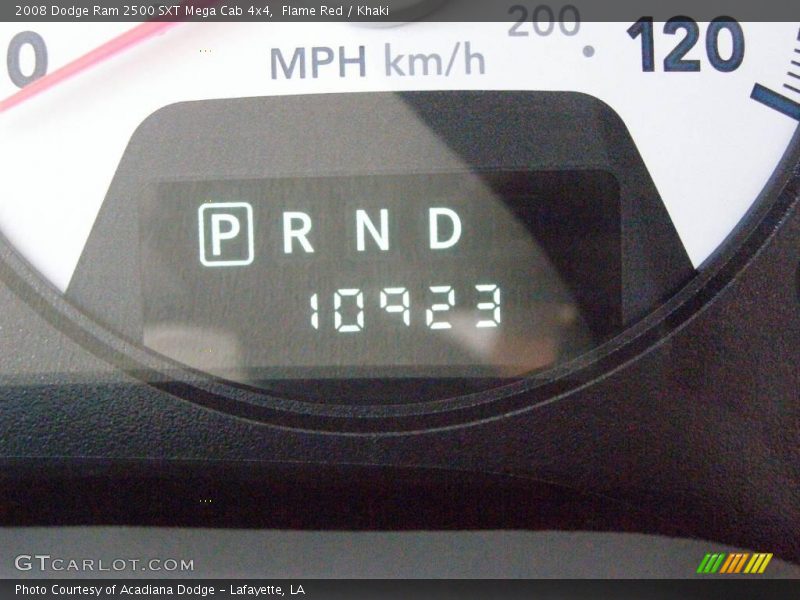 2008 Dodge Ram 2500 SXT Mega Cab 4x4, Flame Red / Khaki
0
200
120
MPH km/h
P R N D
10923
GTCARLOT.COM
Photo Courtesy of Acadiana Dodge - Lafayette, LA